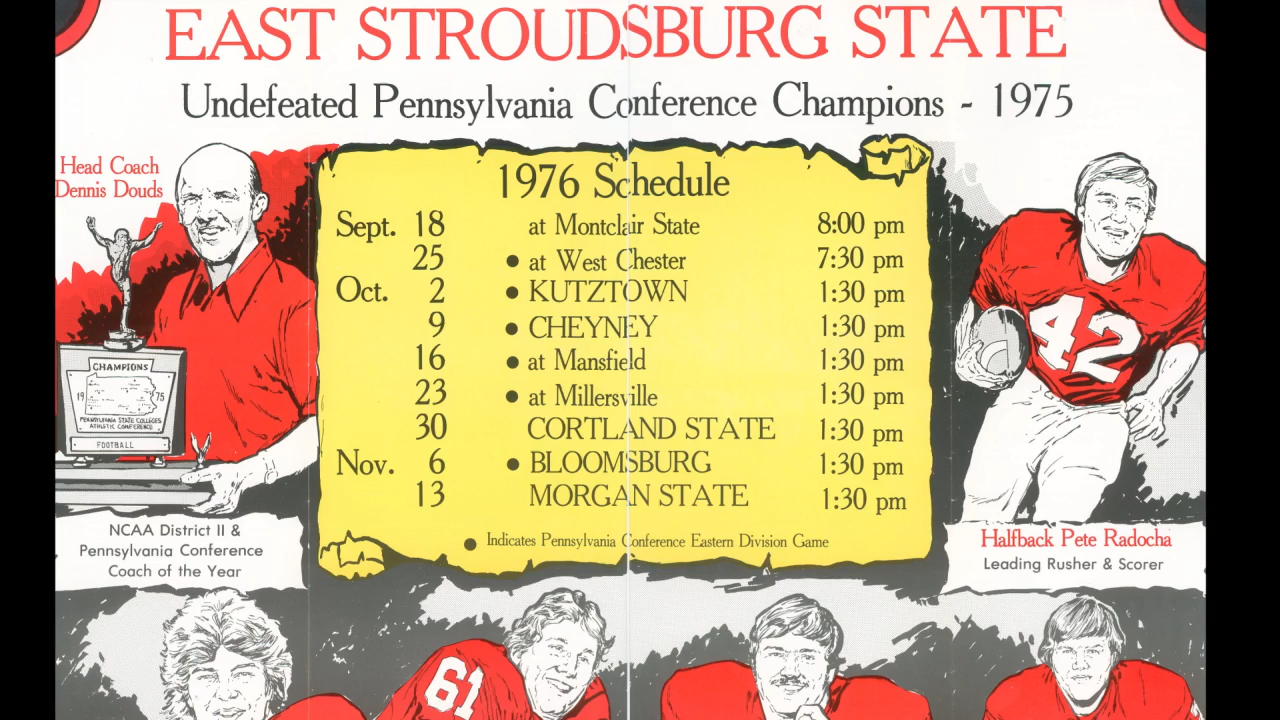 EAST STROUDSBURG STATE
Undefeated Pennsylvania Conference Champions - 1975
Head Coach
Dennis Douds
1976 Schedule
Sept. 18 at Montclair State 8:00 pm
25 ● at West Chester 7:30 pm
Oct. 2 ● KUTZTOWN 1:30 pm
9 ● CHEYNEY 1:30 pm
16 ● at Mansfield 1:30 pm
23 ● at Millersville 1:30 pm
30 CORTLAND STATE 1:30 pm
Nov. 6 ● BLOOMSBURG 1:30 pm
13 MORGAN STATE 1:30 pm
● Indicates Pennsylvania Conference Eastern Division Game
CHAMPIONS
19 75
PENNSYLVANIA STATE COLLEGES
ATHLETIC CONFERENCE
FOOTBALL
NCAA District II &
Pennsylvania Conference
Coach of the Year
42
Halfback Pete Radocha
Leading Rusher & Scorer
61